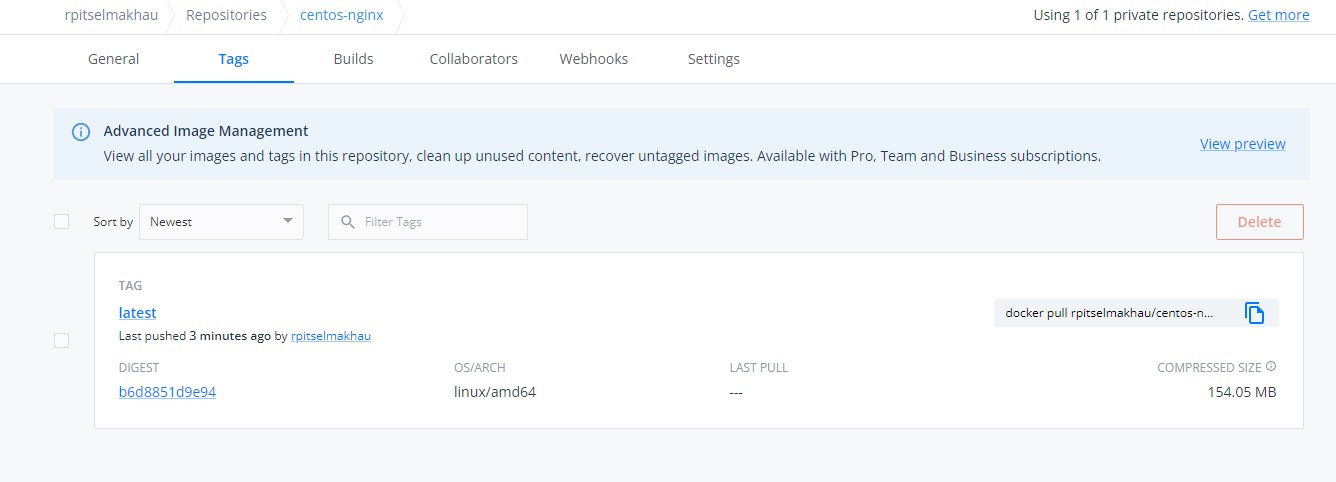 rpitselmakhau Repositories centos-nginx Using 1 of 1 private repositories. Get more
General Tags Builds Collaborators Webhooks Settings
Advanced Image Management
View all your images and tags in this repository, clean up unused content, recover untagged images. Available with Pro, Team and Business subscriptions.
View preview
Sort by Newest Filter Tags Delete
TAG
latest
docker pull rpitselmakhau/centos-n...
Last pushed 3 minutes ago by rpitselmakhau
DIGEST OS/ARCH LAST PULL COMPRESSED SIZE
b6d8851d9e94 linux/amd64 --- 154.05 MB